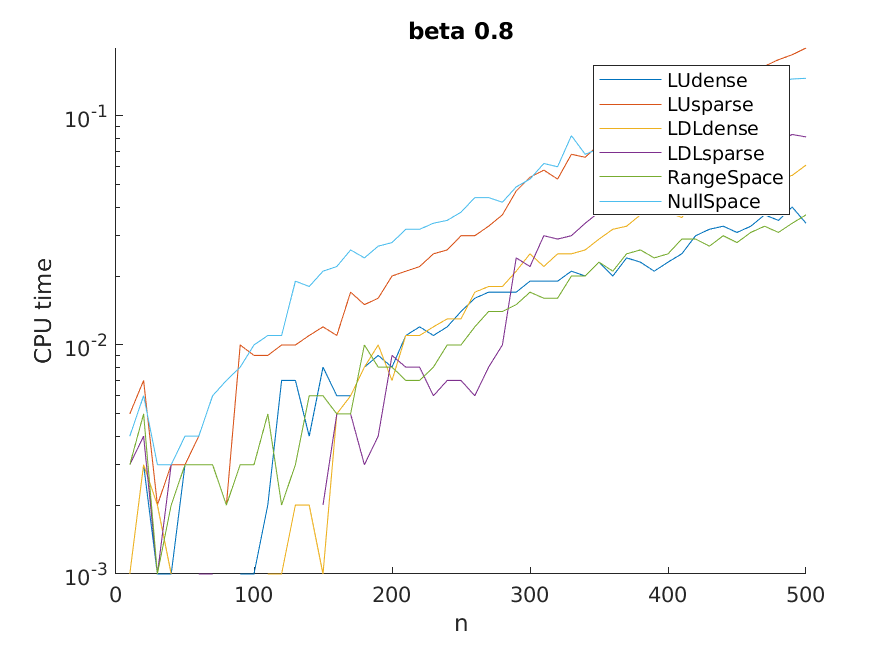 beta 0.8
LUdense
LUsparse
LDLdense
LDLsparse
RangeSpace
NullSpace
10-1
10-2
10-3
CPU time
0 100 200 300 400 500
n